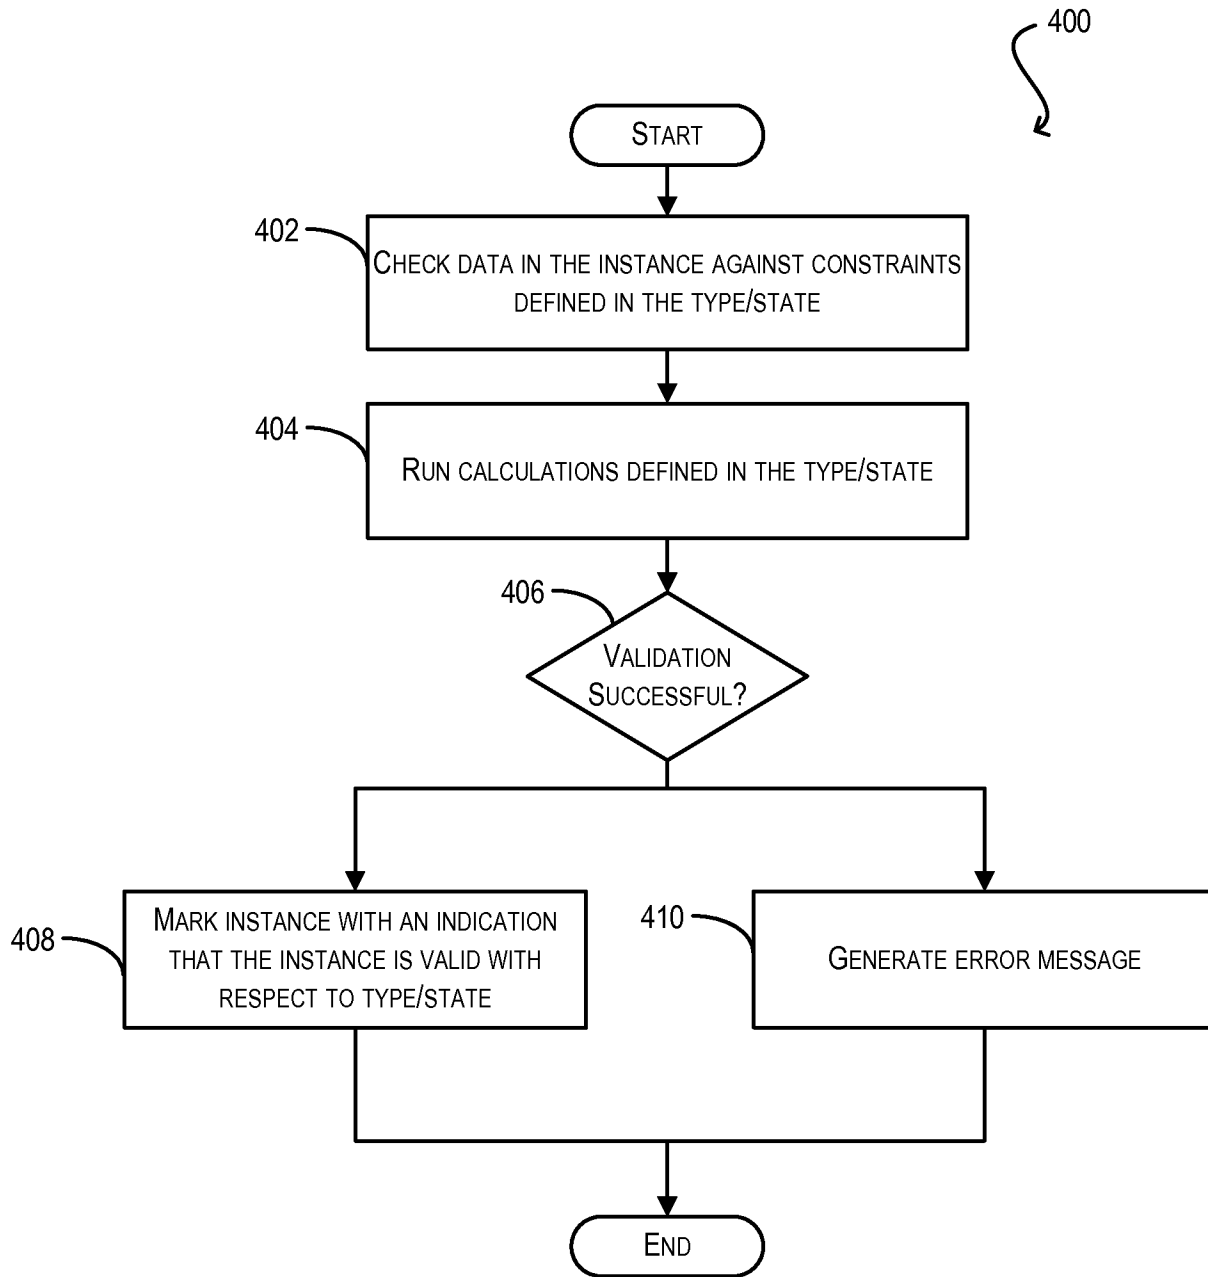 400
START
402
CHECK DATA IN THE INSTANCE AGAINST CONSTRAINTS
DEFINED IN THE TYPE/STATE
404
RUN CALCULATIONS DEFINED IN THE TYPE/STATE
406
VALIDATION
SUCCESSFUL?
408
MARK INSTANCE WITH AN INDICATION
THAT THE INSTANCE IS VALID WITH
RESPECT TO TYPE/STATE
410
GENERATE ERROR MESSAGE
END